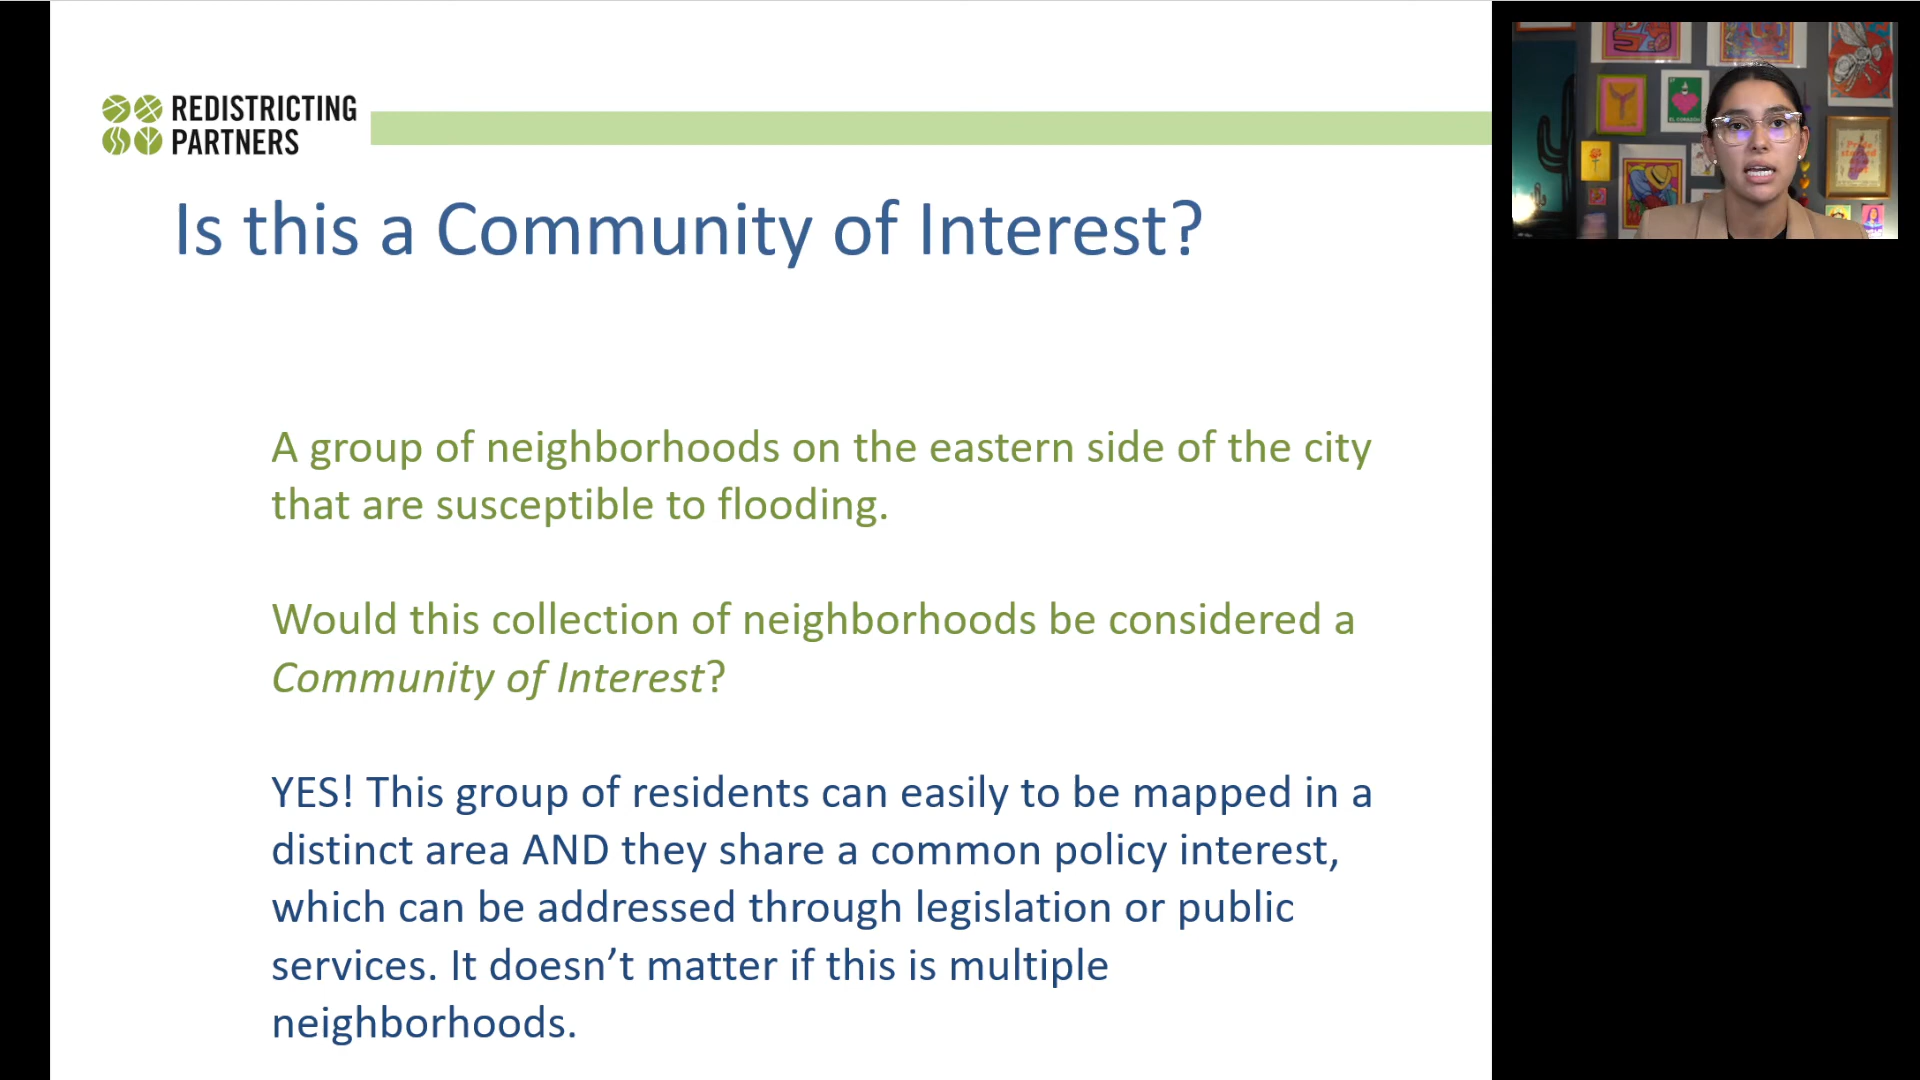 REDISTRICTING
PARTNERS
Is this a Community of Interest?
A group of neighborhoods on the eastern side of the city
that are susceptible to flooding.
Would this collection of neighborhoods be considered a
Community of Interest?
YES! This group of residents can easily to be mapped in a
distinct area AND they share a common policy interest,
which can be addressed through legislation or public
services. It doesn’t matter if this is multiple
neighborhoods.
EL CORAZON